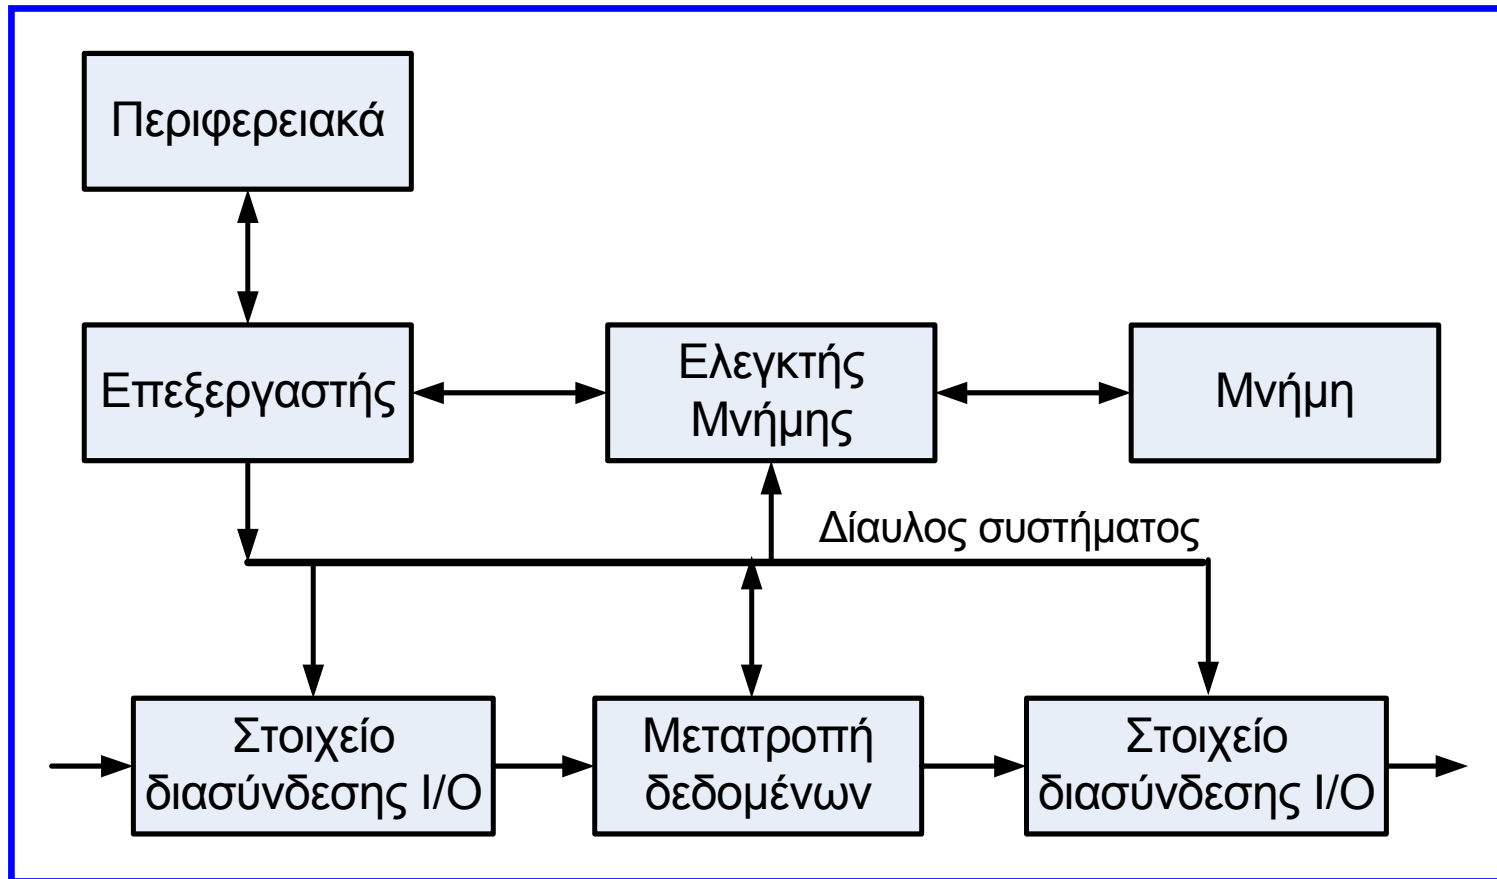 Περιφερειακά
Επεξεργαστής
Ελεγκτής
Μνήμης
Μνήμη
Δίαυλος συστήματος
Στοιχείο
διασύνδεσης I/O
Μετατροπή
δεδομένων
Στοιχείο
διασύνδεσης I/O